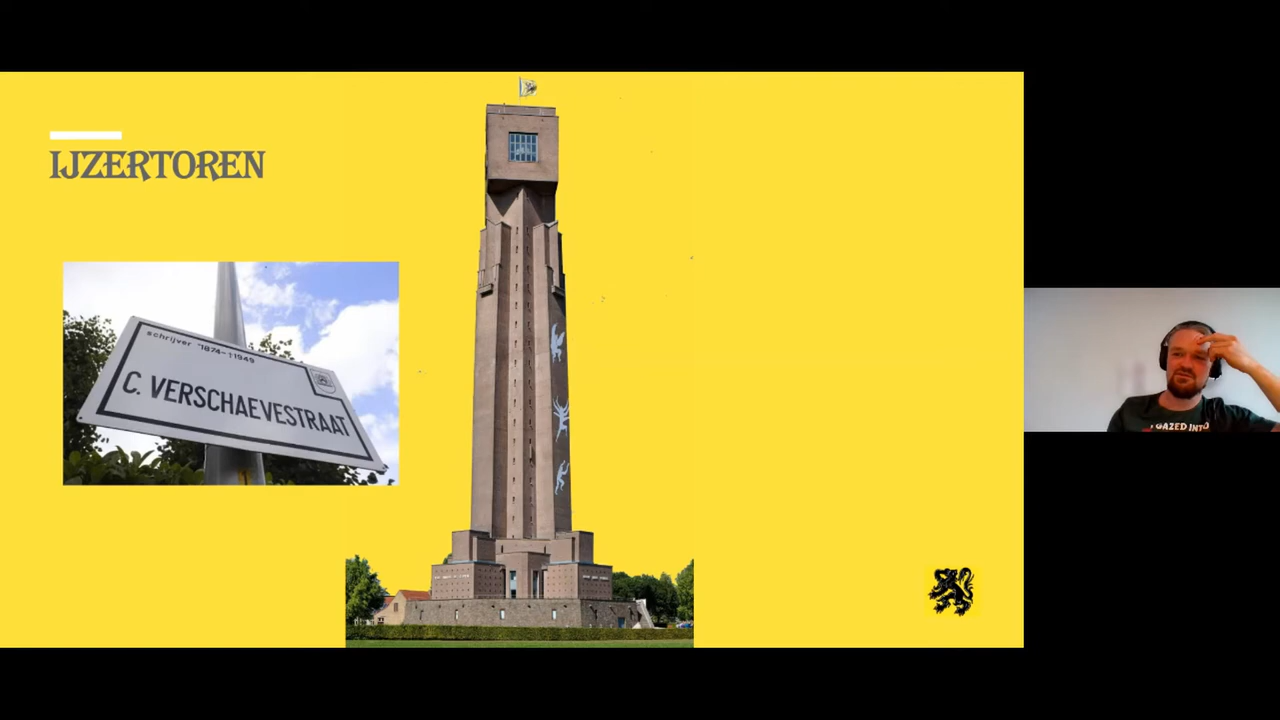 IJZERTOREN
schrijver °1874-†1949
C. VERSCHAEVESTRAAT
I GAZED INTO